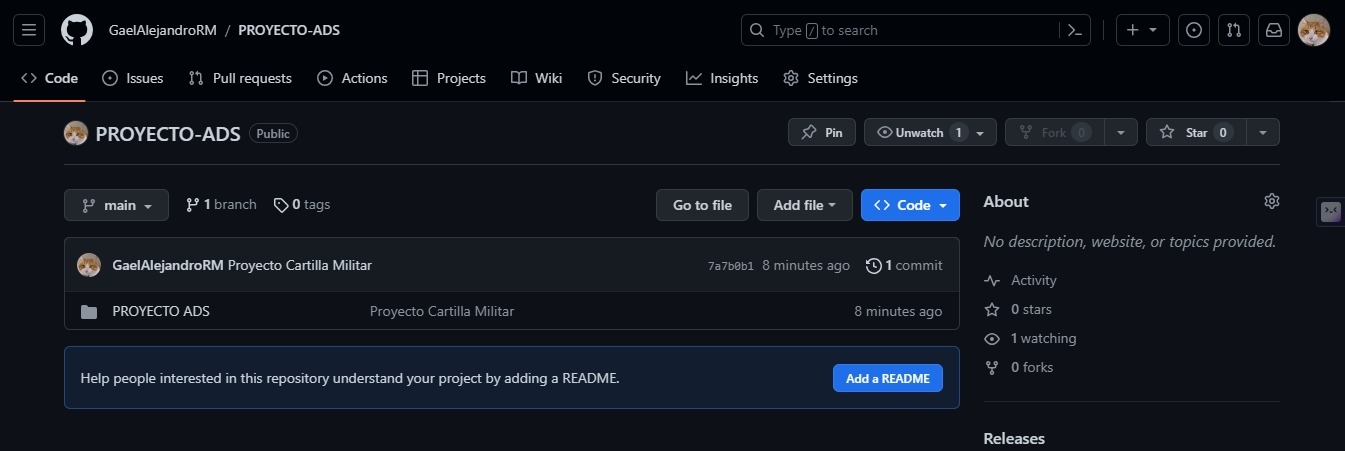 GaelAlejandroRM / PROYECTO-ADS
Type / to search
Code Issues Pull requests Actions Projects Wiki Security Insights Settings
PROYECTO-ADS Public
Pin Unwatch 1 Fork 0 Star 0
main 1 branch 0 tags Go to file Add file Code
GaelAlejandroRM Proyecto Cartilla Militar 7a7b0b1 8 minutes ago 1 commit
PROYECTO ADS Proyecto Cartilla Militar 8 minutes ago
Help people interested in this repository understand your project by adding a README. Add a README
About
No description, website, or topics provided.
Activity
0 stars
1 watching
0 forks
Releases